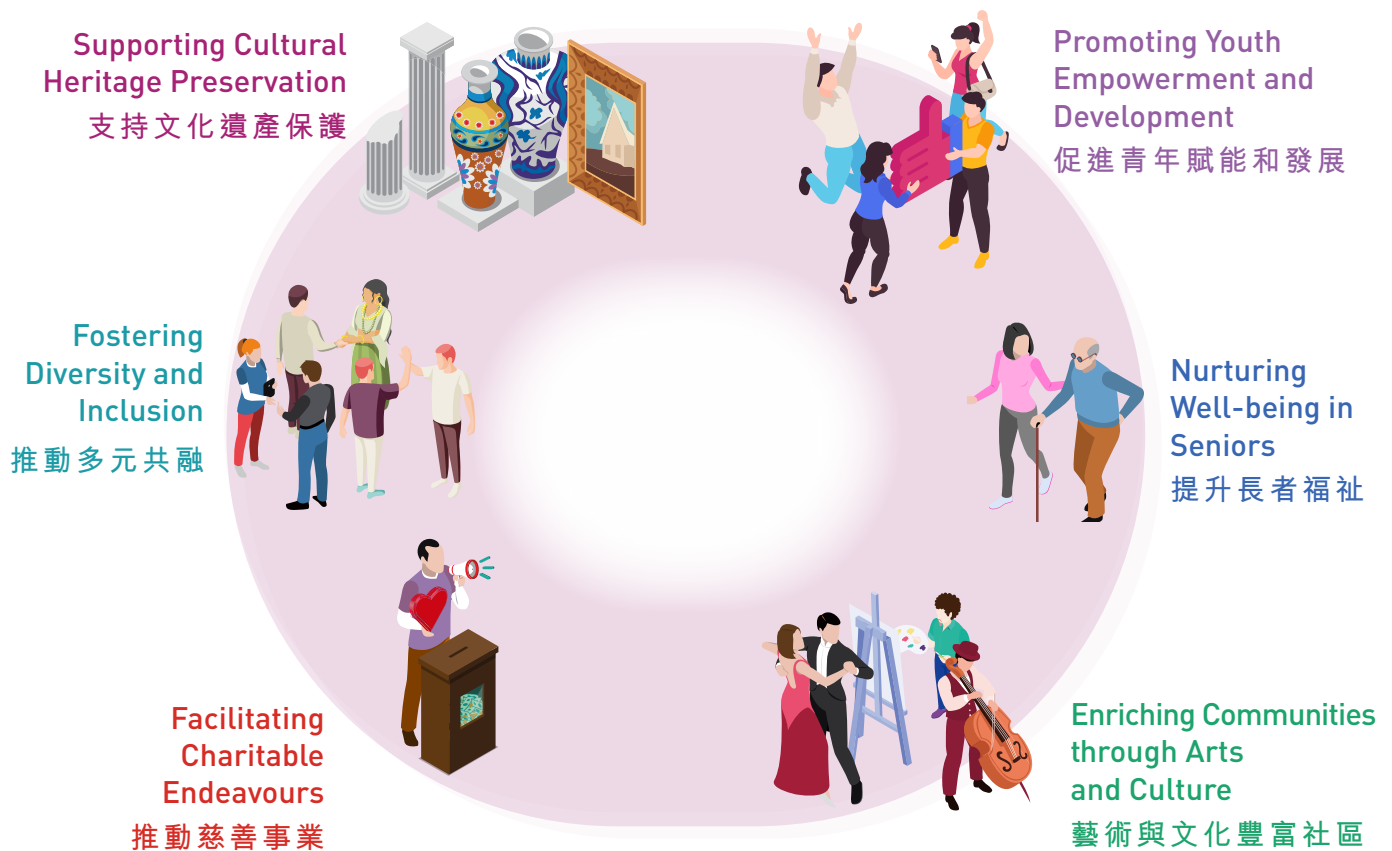 Supporting Cultural
Heritage Preservation
支持文化遺產保護
Promoting Youth
Empowerment and
Development
促進青年賦能和發展
Fostering
Diversity and
Inclusion
推動多元共融
Nurturing
Well-being in
Seniors
提升長者福祉
Facilitating
Charitable
Endeavours
推動慈善事業
Enriching Communities
through Arts
and Culture
藝術與文化豐富社區